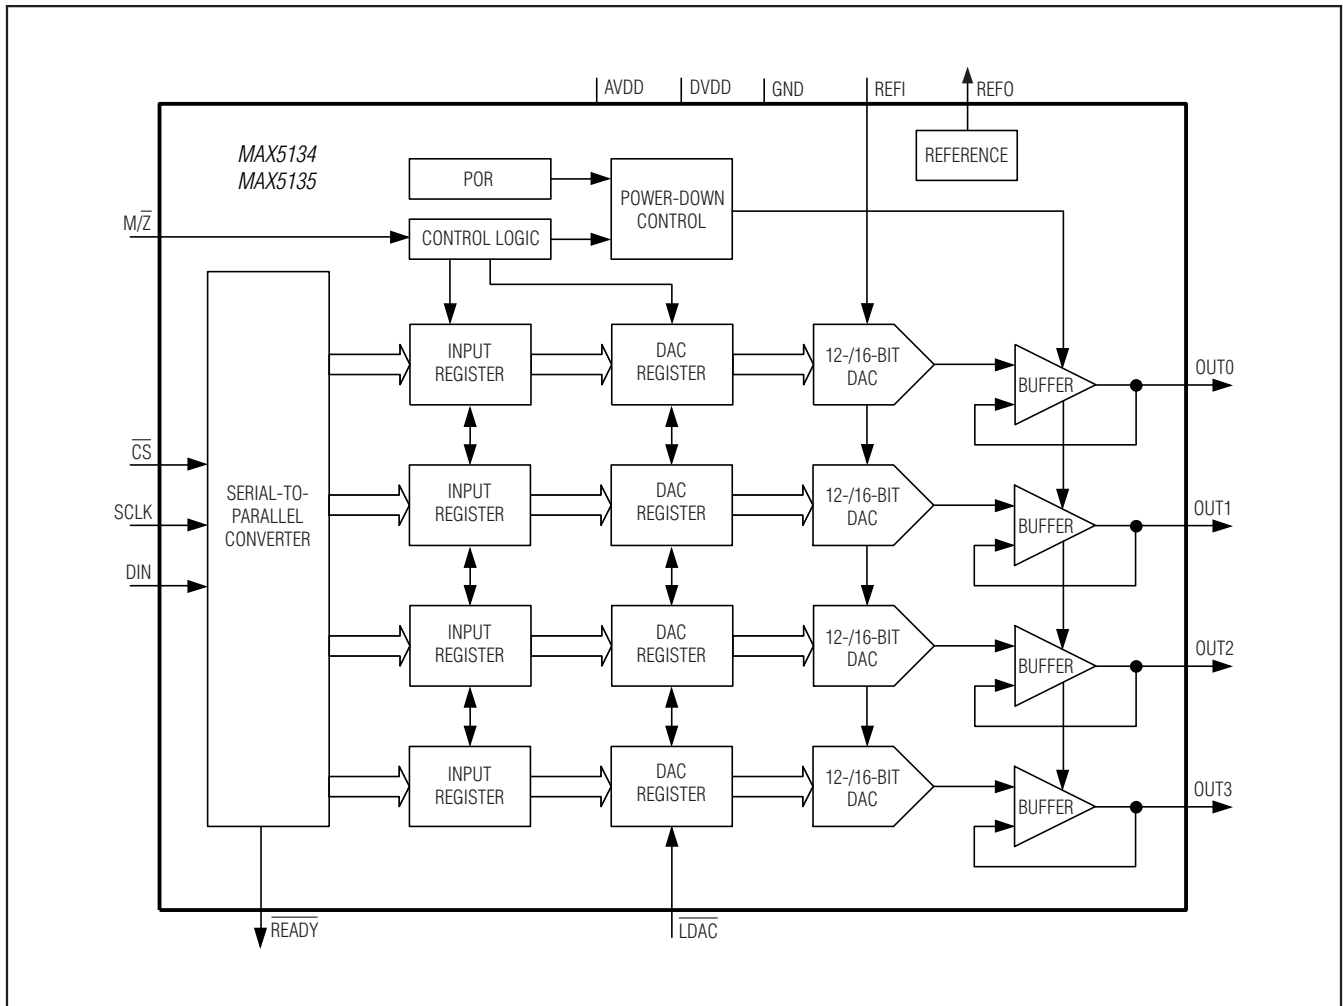 AVDD
DVDD
GND
REFI
REFO
MAX5134
MAX5135
REFERENCE
POR
POWER-DOWN
CONTROL
M/Z̅
CONTROL LOGIC
INPUT
REGISTER
DAC
REGISTER
12-/16-BIT
DAC
BUFFER
OUT0
C̅S̅
SCLK
DIN
SERIAL-TO-
PARALLEL
CONVERTER
INPUT
REGISTER
DAC
REGISTER
12-/16-BIT
DAC
BUFFER
OUT1
INPUT
REGISTER
DAC
REGISTER
12-/16-BIT
DAC
BUFFER
OUT2
INPUT
REGISTER
DAC
REGISTER
12-/16-BIT
DAC
BUFFER
OUT3
R̅E̅A̅D̅Y̅
L̅D̅A̅C̅